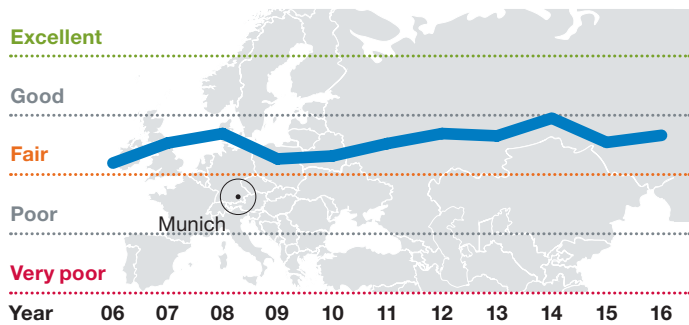 Excellent
Good
Fair
Poor
Munich
Very poor
Year 06 07 08 09 10 11 12 13 14 15 16